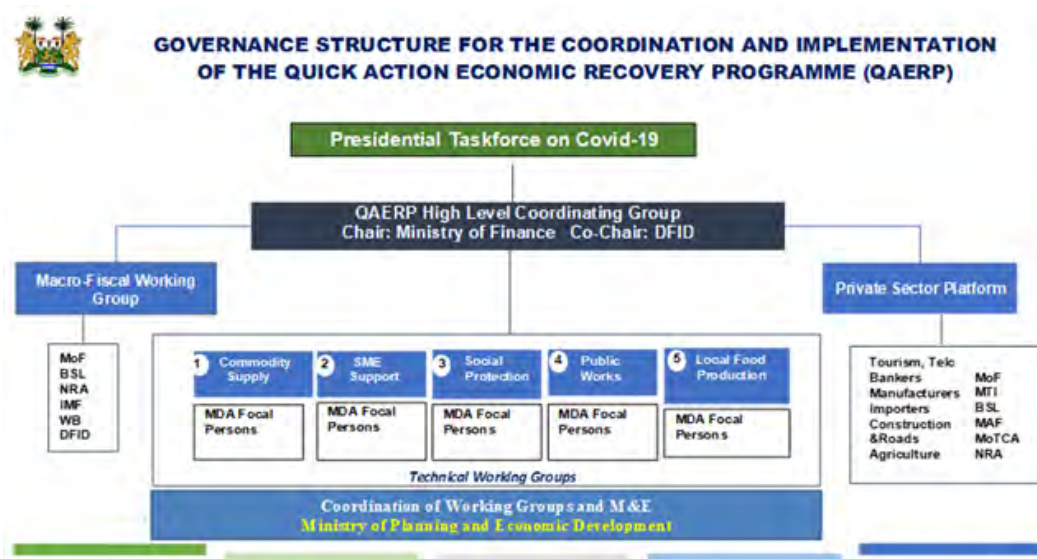 GOVERNANCE STRUCTURE FOR THE COORDINATION AND IMPLEMENTATION
OF THE QUICK ACTION ECONOMIC RECOVERY PROGRAMME (QAERP)
Presidential Taskforce on Covid-19
QAERP High Level Coordinating Group
Chair: Ministry of Finance Co-Chair: DFID
Macro-Fiscal Working
Group
MoF
BSL
NRA
IMF
WB
DFID
1 Commodity
Supply
MDA Focal
Persons
2 SME
Support
MDA Focal
Persons
3 Social
Protection
MDA Focal
Persons
4 Public
Works
MDA Focal
Persons
5 Local Food
Production
MDA Focal
Persons
Technical Working Groups
Coordination of Working Groups and M&E
Ministry of Planning and Economic Development
Private Sector Platform
Tourism, Telc
Bankers
Manufacturers
Importers
Construction
&Roads
Agriculture
MoF
MTI
BSL
MAF
MoTCA
NRA